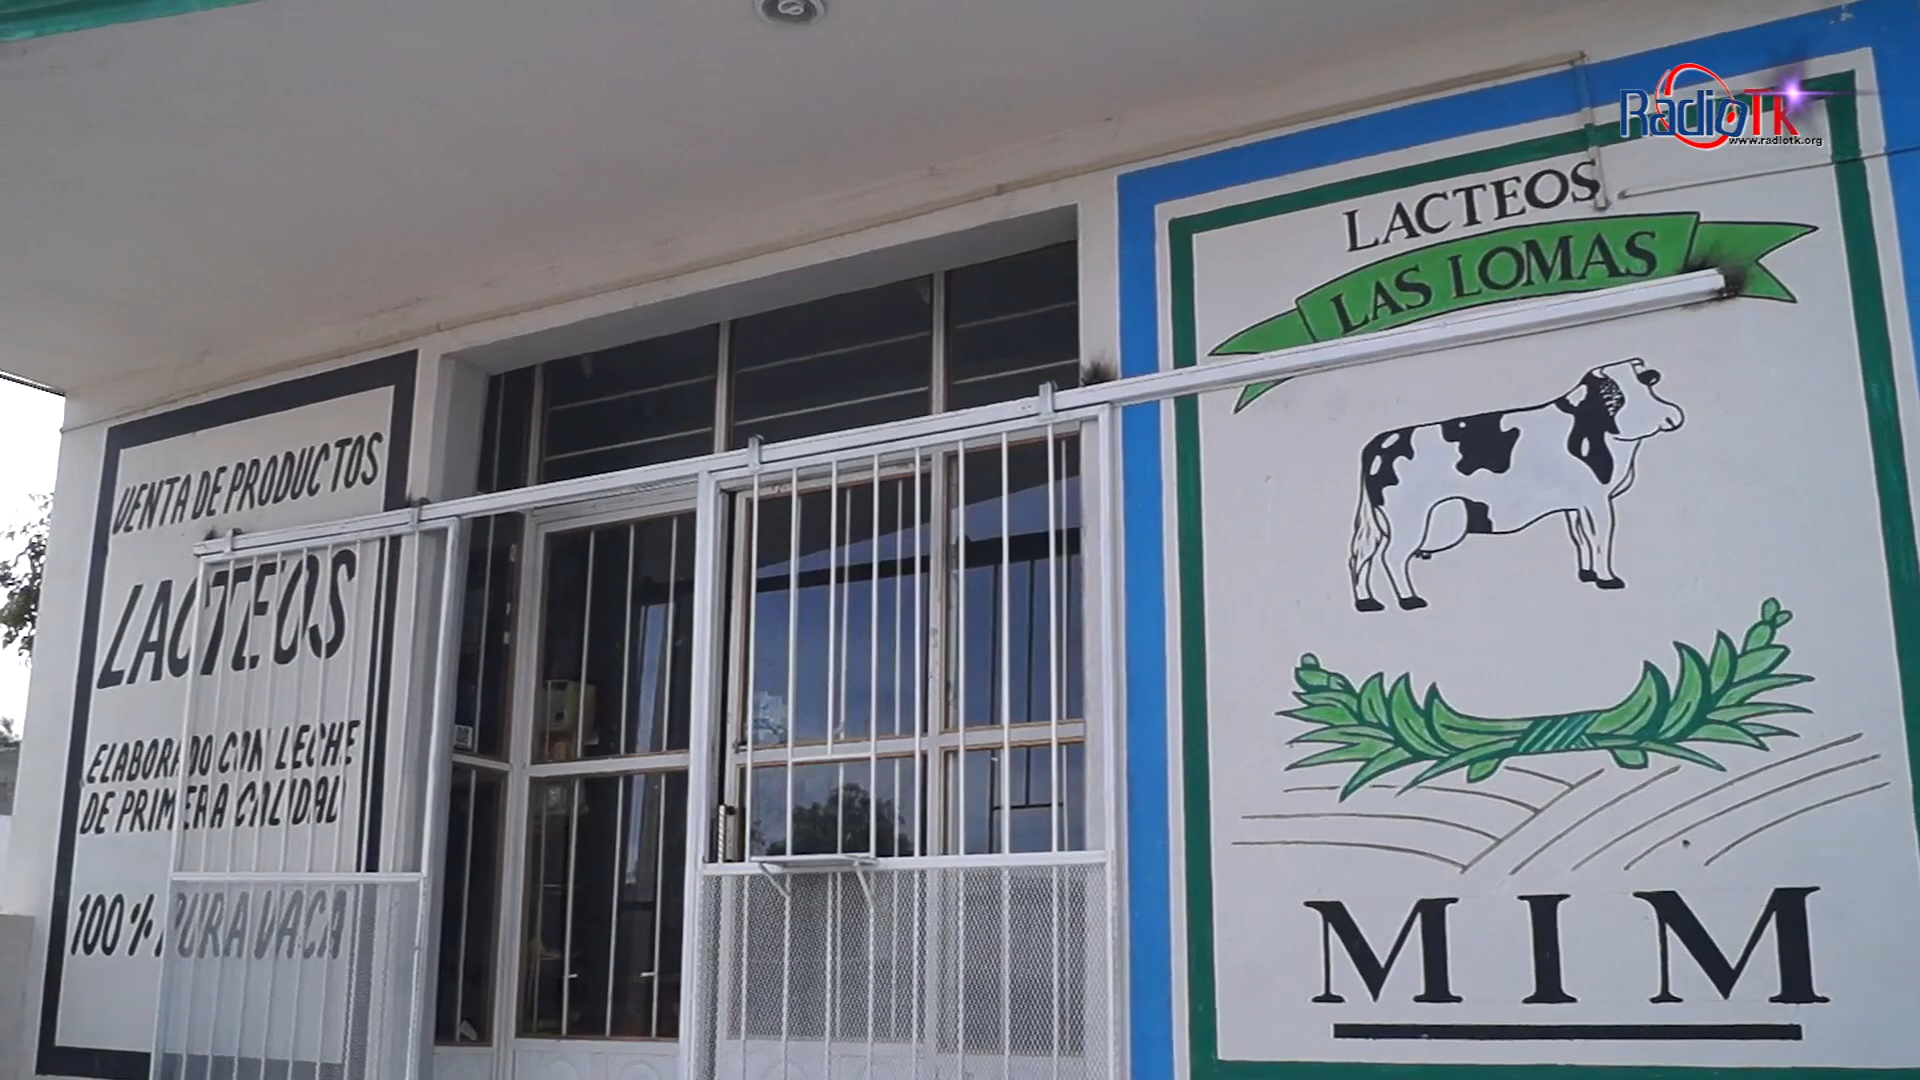 VENTA DE PRODUCTOS
LACTEOS
ELABORADO CON LECHE
DE PRIMERA CALIDAD
100% PURA VACA
LACTEOS
LAS LOMAS
MIM
RadioTK
www.radiotk.org